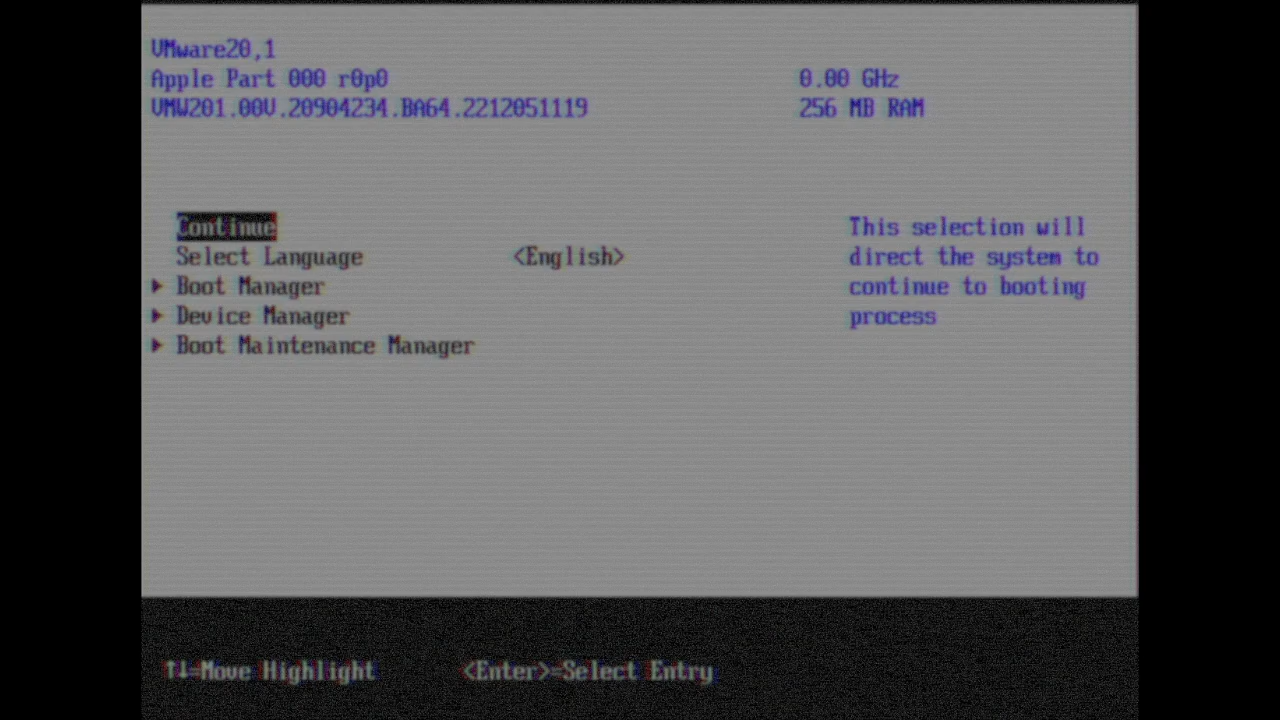 VMware20,1
Apple Part 000 r0p0 0.00 GHz
VMW201.00V.20904234.BA64.2212051119 256 MB RAM
Continue This selection will
Select Language <English> direct the system to
Boot Manager continue to booting
Device Manager process
Boot Maintenance Manager
↑↓=Move Highlight <Enter>=Select Entry